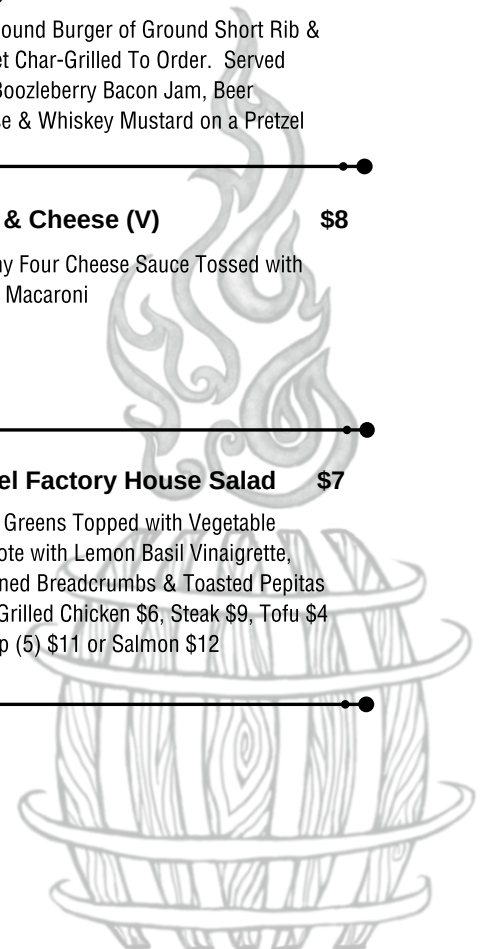 ound Burger of Ground Short Rib &
et Char-Grilled To Order. Served
Boozleberry Bacon Jam, Beer
se & Whiskey Mustard on a Pretzel
& Cheese (V) $8
ny Four Cheese Sauce Tossed with
Macaroni
el Factory House Salad $7
Greens Topped with Vegetable
ote with Lemon Basil Vinaigrette,
ned Breadcrumbs & Toasted Pepitas
Grilled Chicken $6, Steak $9, Tofu $4
p (5) $11 or Salmon $12